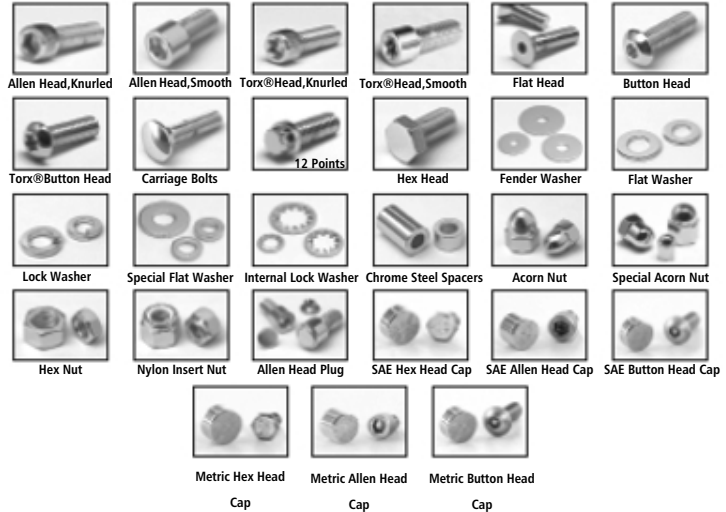 Allen Head,Knurled Allen Head,Smooth Torx®Head,Knurled Torx®Head,Smooth Flat Head Button Head
Torx®Button Head Carriage Bolts 12 Points Hex Head Fender Washer Flat Washer
Lock Washer Special Flat Washer Internal Lock Washer Chrome Steel Spacers Acorn Nut Special Acorn Nut
Hex Nut Nylon Insert Nut Allen Head Plug SAE Hex Head Cap SAE Allen Head Cap SAE Button Head Cap
Metric Hex Head Metric Allen Head Metric Button Head
Cap Cap Cap